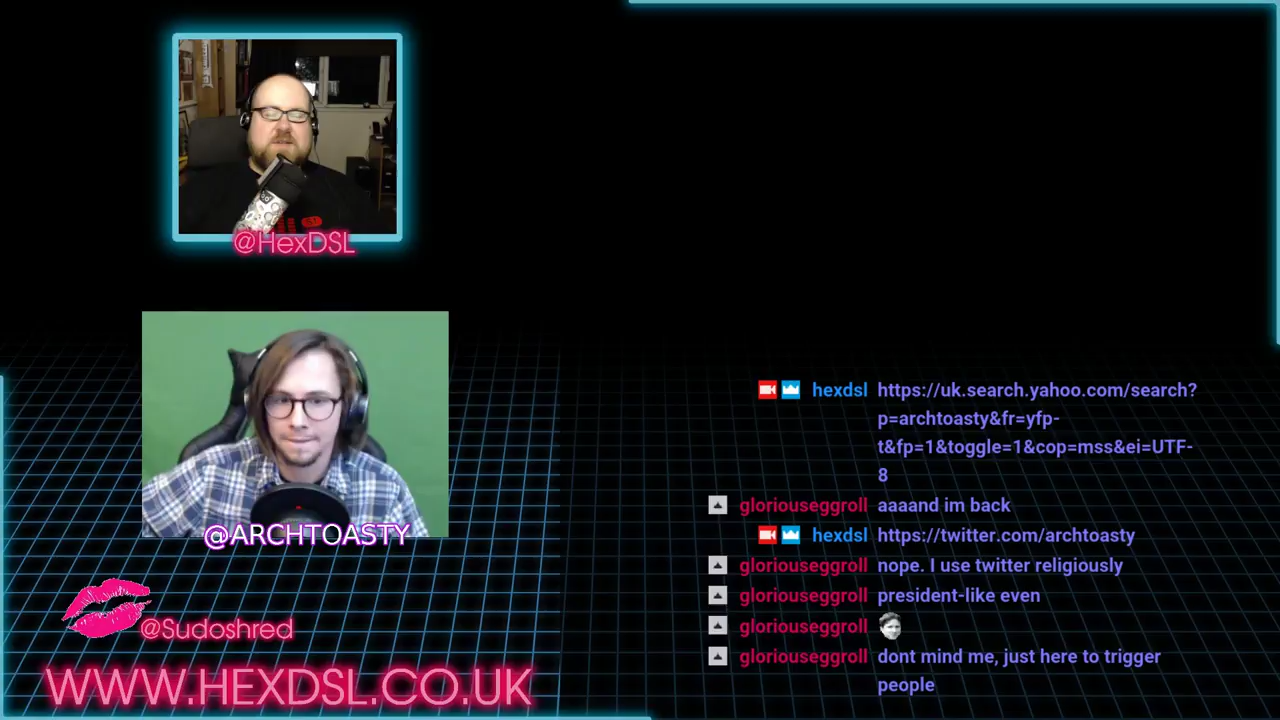 @HexDSL
@ARCHTOASTY
@Sudoshred
WWW.HEXDSL.CO.UK
hexdsl https://uk.search.yahoo.com/search?
p=archtoasty&fr=yfp-
t&fp=1&toggle=1&cop=mss&ei=UTF-
8
gloriouseggroll aaaand im back
hexdsl https://twitter.com/archtoasty
gloriouseggroll nope. I use twitter religiously
gloriouseggroll president-like even
gloriouseggroll
gloriouseggroll dont mind me, just here to trigger
people